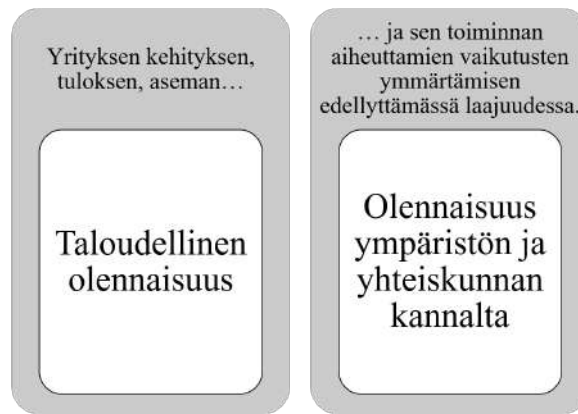 Yrityksen kehityksen,
tuloksen, aseman…
Taloudellinen
olennaisuus
… ja sen toiminnan
aiheuttamien vaikutusten
ymmärtämisen
edellyttämässä laajuudessa.
Olennaisuus
ympäristön ja
yhteiskunnan
kannalta